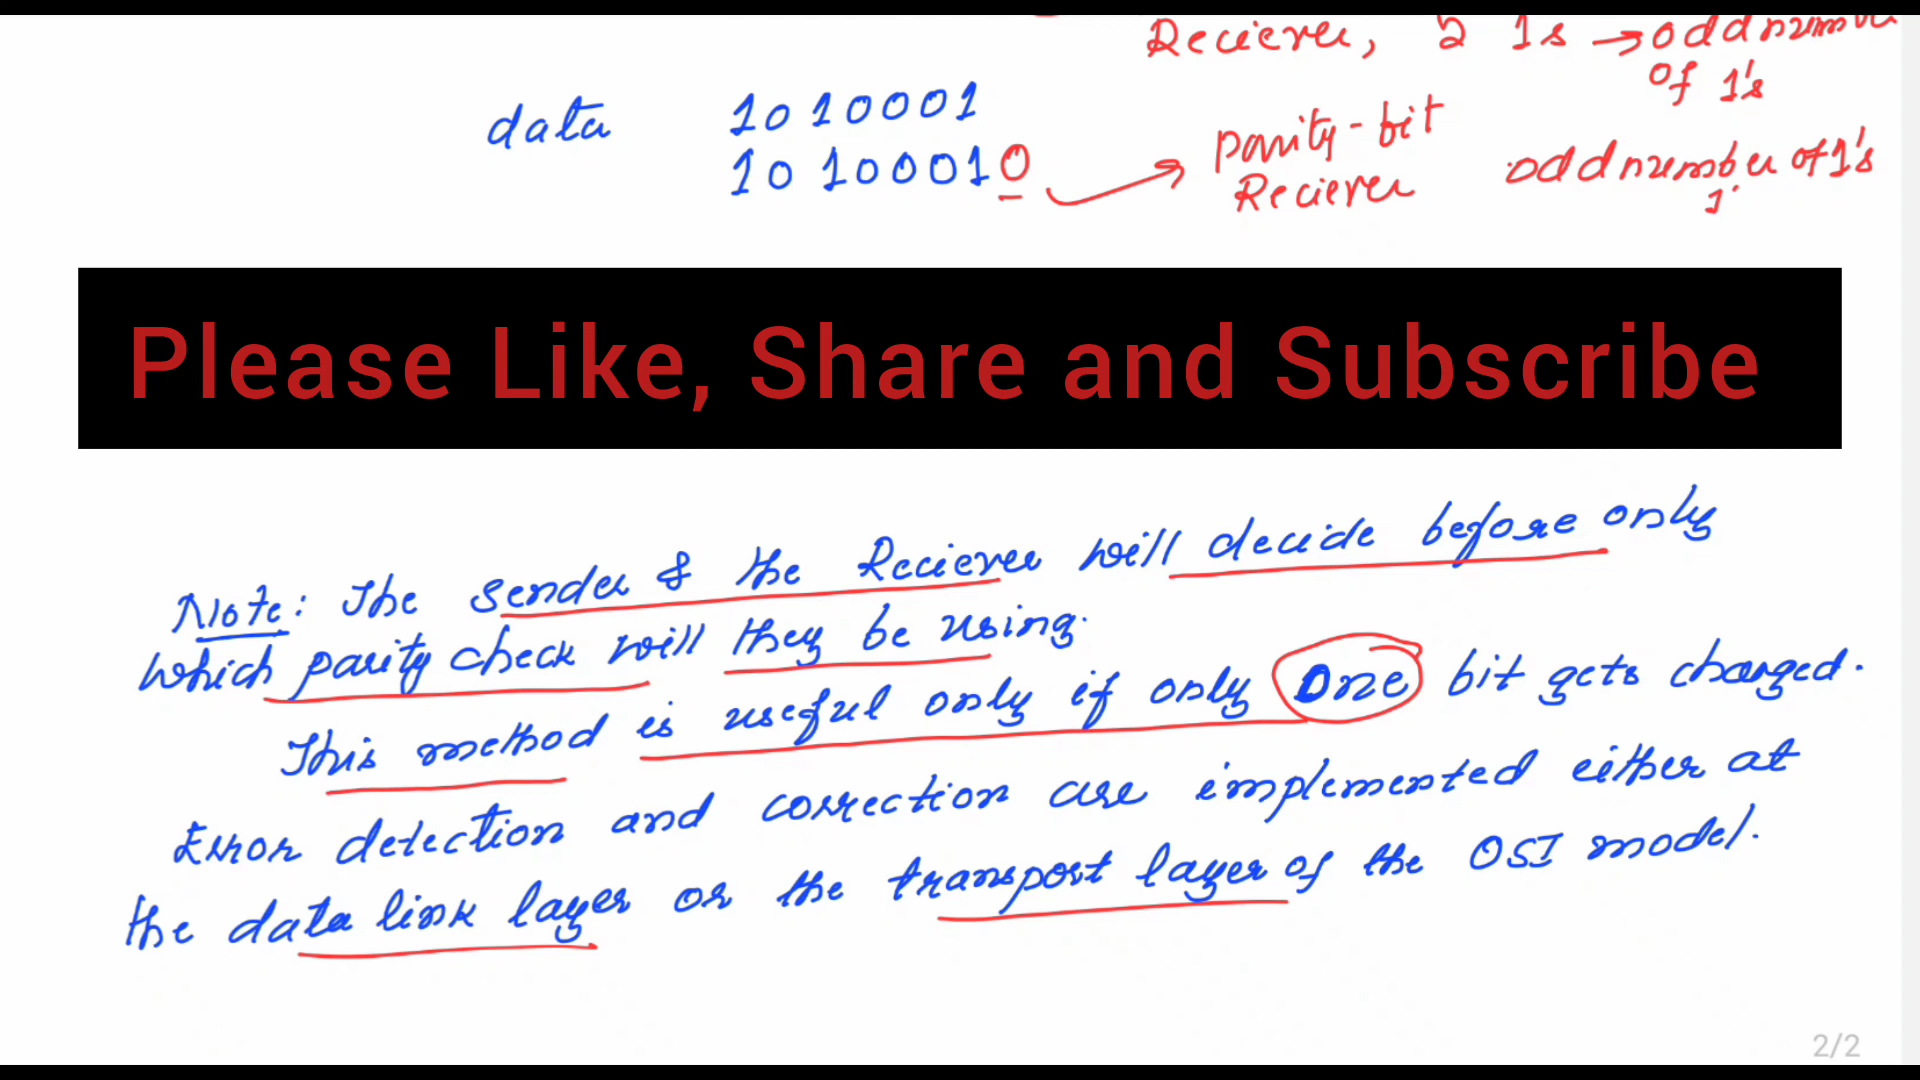 Reciever, 2 1s → odd numbe
of 1's
data 1010001
10100010 → parity-bit odd number of 1's
Reciever 1
Please Like, Share and Subscribe
Note: The sender & the Reciever will decide before only
which parity check will they be using.
This method is useful only if only One bit gets changed.
Error detection and correction are implemented either at
the data link layer or the transport layer of the OSI model.
2/2